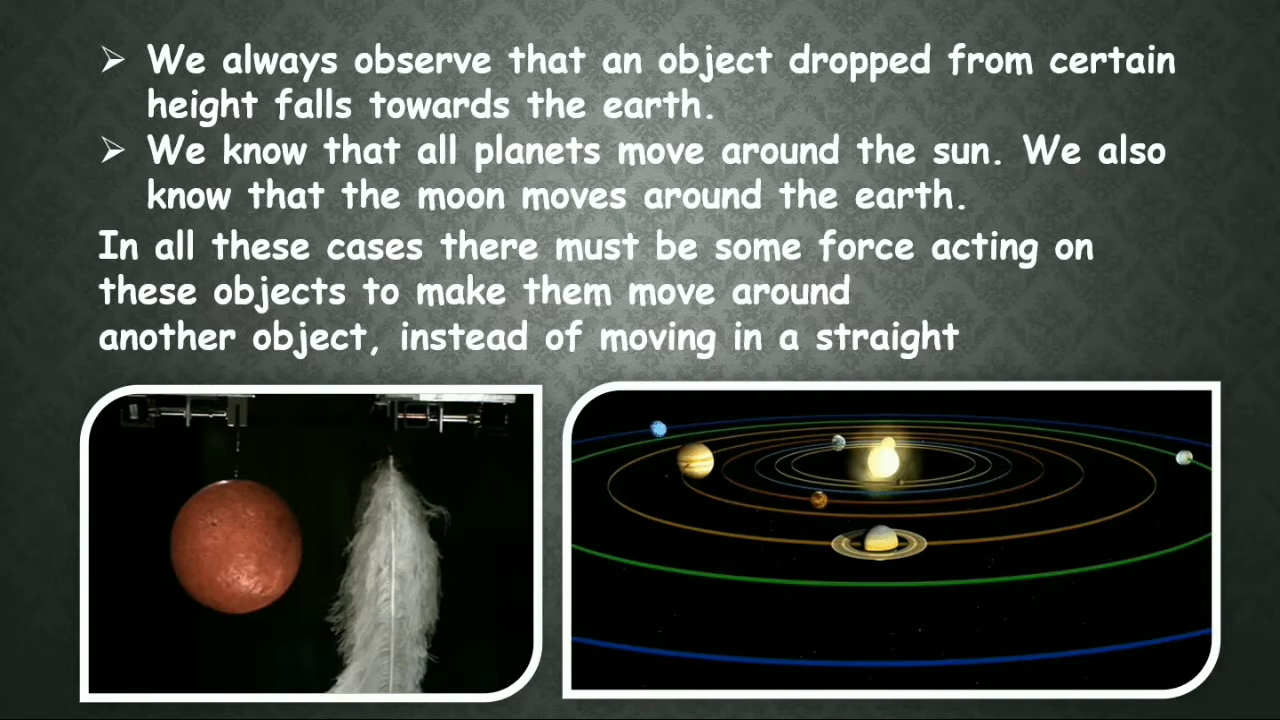 ➢ We always observe that an object dropped from certain
height falls towards the earth.
➢ We know that all planets move around the sun. We also
know that the moon moves around the earth.
In all these cases there must be some force acting on
these objects to make them move around
another object, instead of moving in a straight